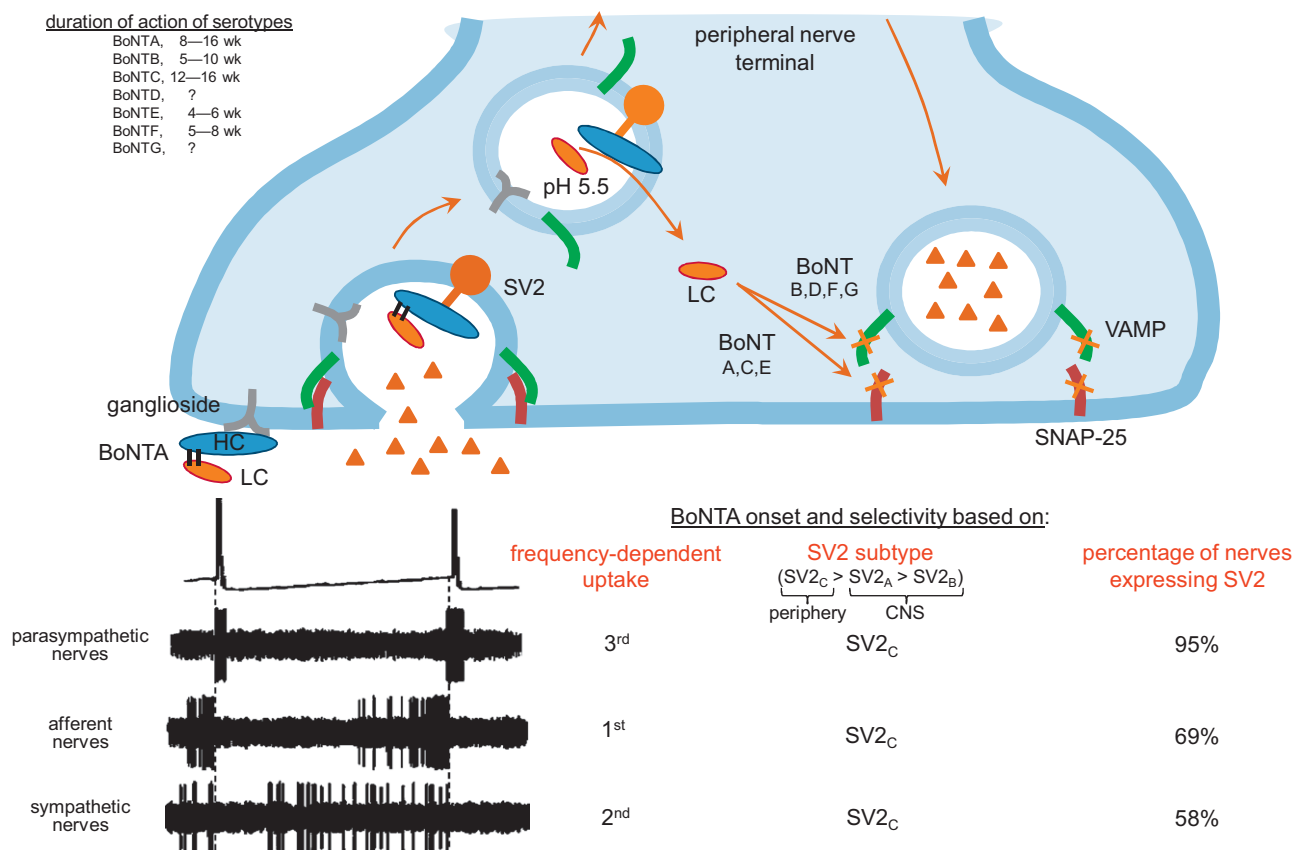 duration of action of serotypes
BoNTA, 8—16 wk
BoNTB, 5—10 wk
BoNTC, 12—16 wk
BoNTD, ?
BoNTE, 4—6 wk
BoNTF, 5—8 wk
BoNTG, ?
peripheral nerve
terminal
pH 5.5
SV2
LC
BoNT
B,D,F,G
BoNT
A,C,E
VAMP
SNAP-25
ganglioside
HC
BoNTA
LC
BoNTA onset and selectivity based on:
frequency-dependent
uptake
SV2 subtype
(SV2C > SV2A > SV2B)
periphery CNS
percentage of nerves
expressing SV2
parasympathetic
nerves
3rd
SV2C
95%
afferent
nerves
1st
SV2C
69%
sympathetic
nerves
2nd
SV2C
58%